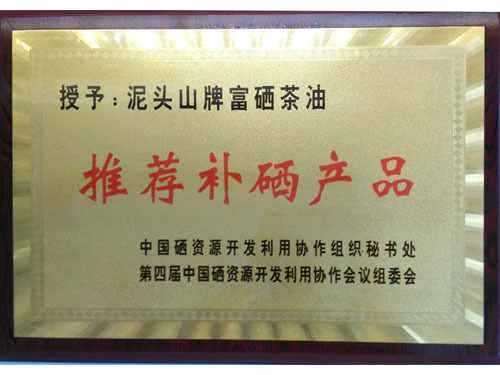 授予：泥头山牌富硒茶油
推荐补硒产品
中国硒资源开发利用协作组织秘书处
第四届中国硒资源开发利用协作会议组委会